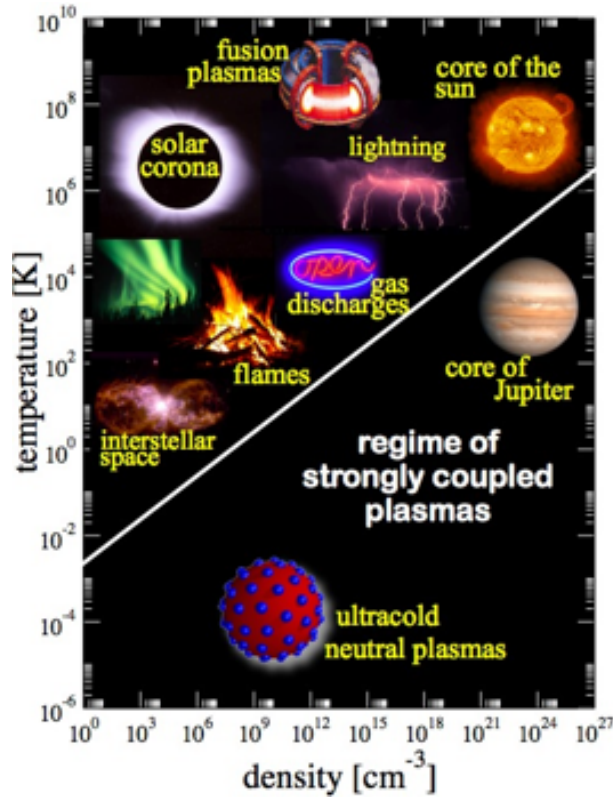 10^10
10^8
10^6
10^4
10^2
10^0
10^-2
10^-4
10^-6
temperature [K]
fusion
plasmas
core of the
sun
solar
corona
lightning
open
gas
discharges
flames
core of
Jupiter
interstellar
space
regime of
strongly coupled
plasmas
ultracold
neutral plasmas
10^0 10^3 10^6 10^9 10^12 10^15 10^18 10^21 10^24 10^27
density [cm^-3]